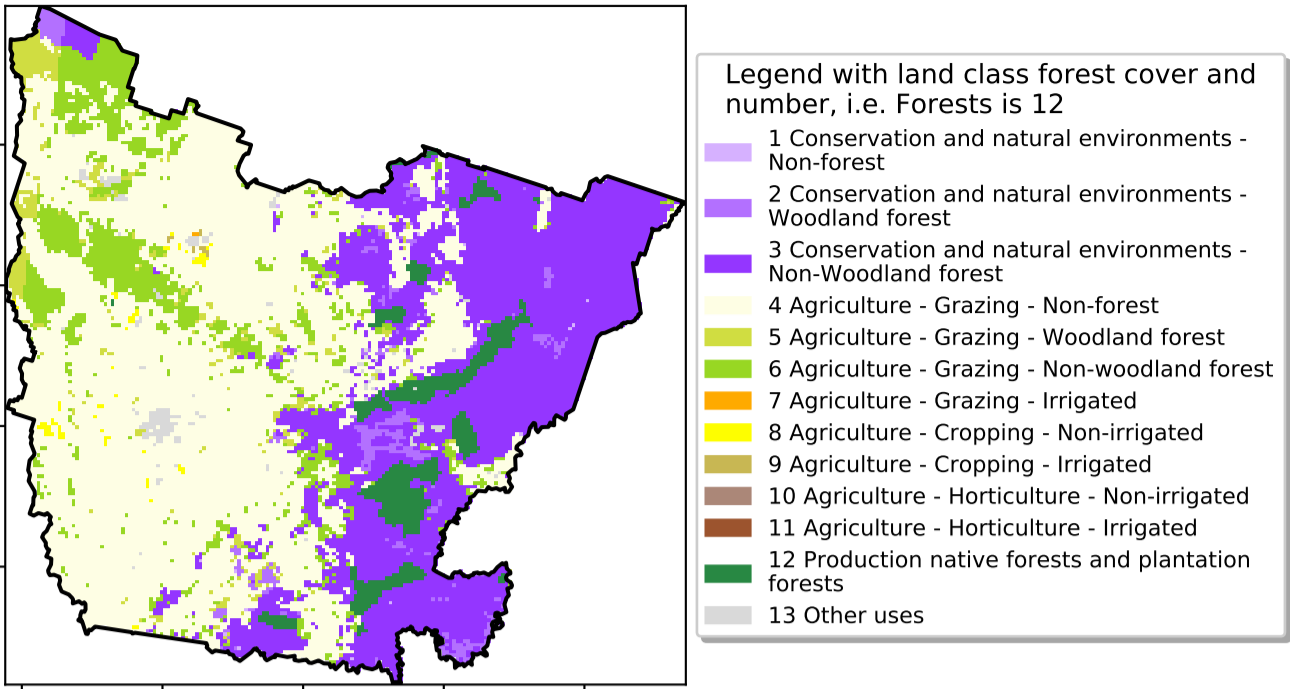 Legend with land class forest cover and
number, i.e. Forests is 12
1 Conservation and natural environments -
Non-forest
2 Conservation and natural environments -
Woodland forest
3 Conservation and natural environments -
Non-Woodland forest
4 Agriculture - Grazing - Non-forest
5 Agriculture - Grazing - Woodland forest
6 Agriculture - Grazing - Non-woodland forest
7 Agriculture - Grazing - Irrigated
8 Agriculture - Cropping - Non-irrigated
9 Agriculture - Cropping - Irrigated
10 Agriculture - Horticulture - Non-irrigated
11 Agriculture - Horticulture - Irrigated
12 Production native forests and plantation
forests
13 Other uses